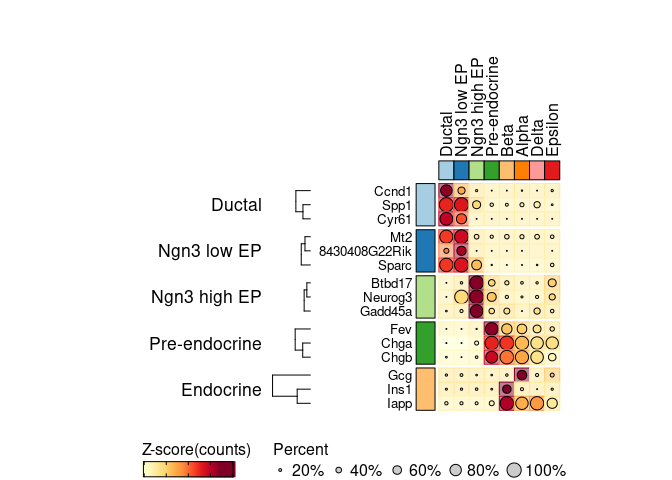 Ductal
Ngn3 low EP
Ngn3 high EP
Pre-endocrine
Beta
Alpha
Delta
Epsilon
Ductal
Ccnd1
Spp1
Cyr61
Ngn3 low EP
Mt2
8430408G22Rik
Sparc
Ngn3 high EP
Btbd17
Neurog3
Gadd45a
Pre-endocrine
Fev
Chga
Chgb
Endocrine
Gcg
Ins1
Iapp
Z-score(counts)
Percent
20% 40% 60% 80% 100%